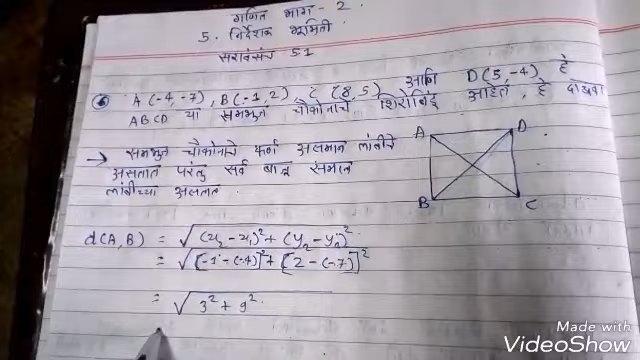 गणित भाग - 2.
5. निर्देशक भूमिती
सरावसंच 5.1
⑥ A (-4, -7), B (-1, 2), C (8, 5) आणि D (5, -4) हे
ABCD या समभुज चौकोनाचे शिरोबिंदू आहेत, हे दाखवा
→ समभुज चौकोनाचे कर्ण असमान लांबीचे
असतात परंतु सर्व बाजू समान
लांबीच्या असतात
A D
B C
d(A, B) = √(x₂-x₁)²+(y₂-y₁)²
= √[-1-(-4)]²+[2-(-7)]²
= √3²+9².
Made with
VideoShow